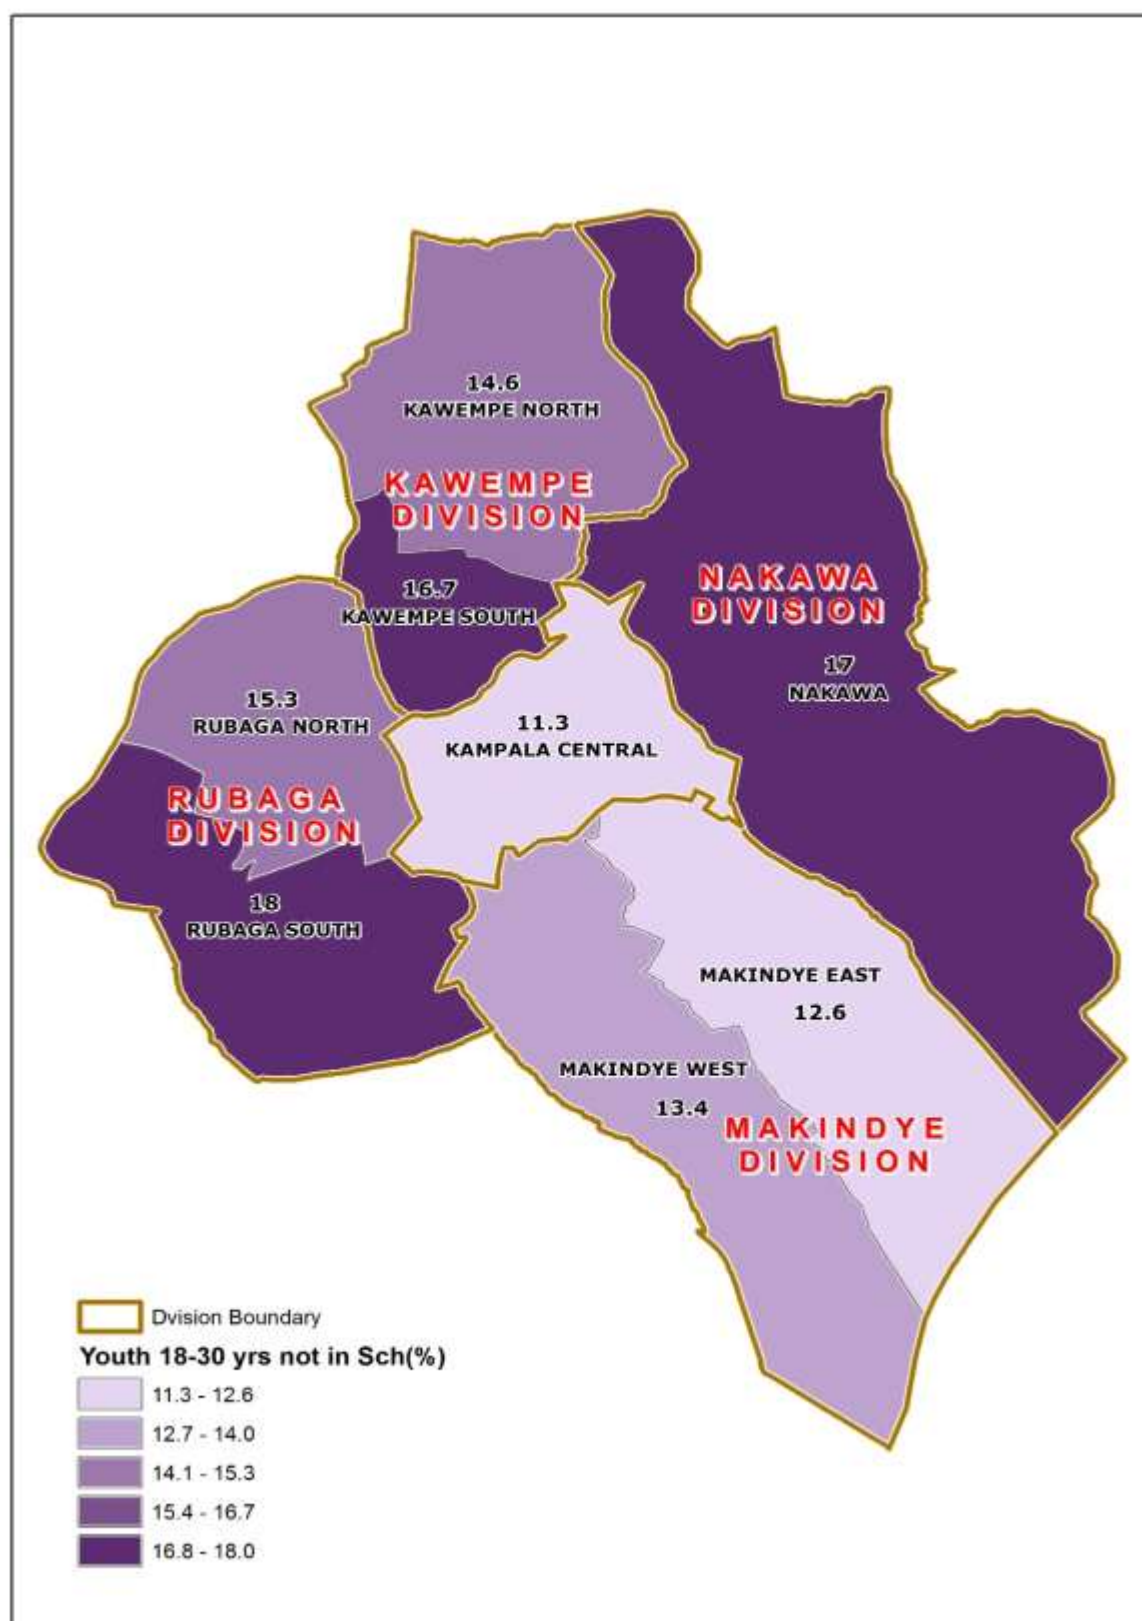 14.6
KAWEMPE NORTH
KAWEMPE
DIVISION
16.7
KAWEMPE SOUTH
NAKAWA
DIVISION
17
NAKAWA
15.3
RUBAGA NORTH
11.3
KAMPALA CENTRAL
RUBAGA
DIVISION
18
RUBAGA SOUTH
MAKINDYE EAST
12.6
MAKINDYE WEST
13.4
MAKINDYE
DIVISION
Dvision Boundary
Youth 18-30 yrs not in Sch(%)
11.3 - 12.6
12.7 - 14.0
14.1 - 15.3
15.4 - 16.7
16.8 - 18.0